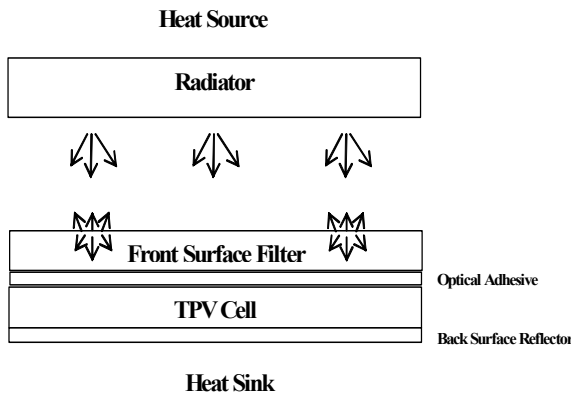 Heat Source
Radiator
Front Surface Filter
Optical Adhesive
TPV Cell
Back Surface Reflector
Heat Sink